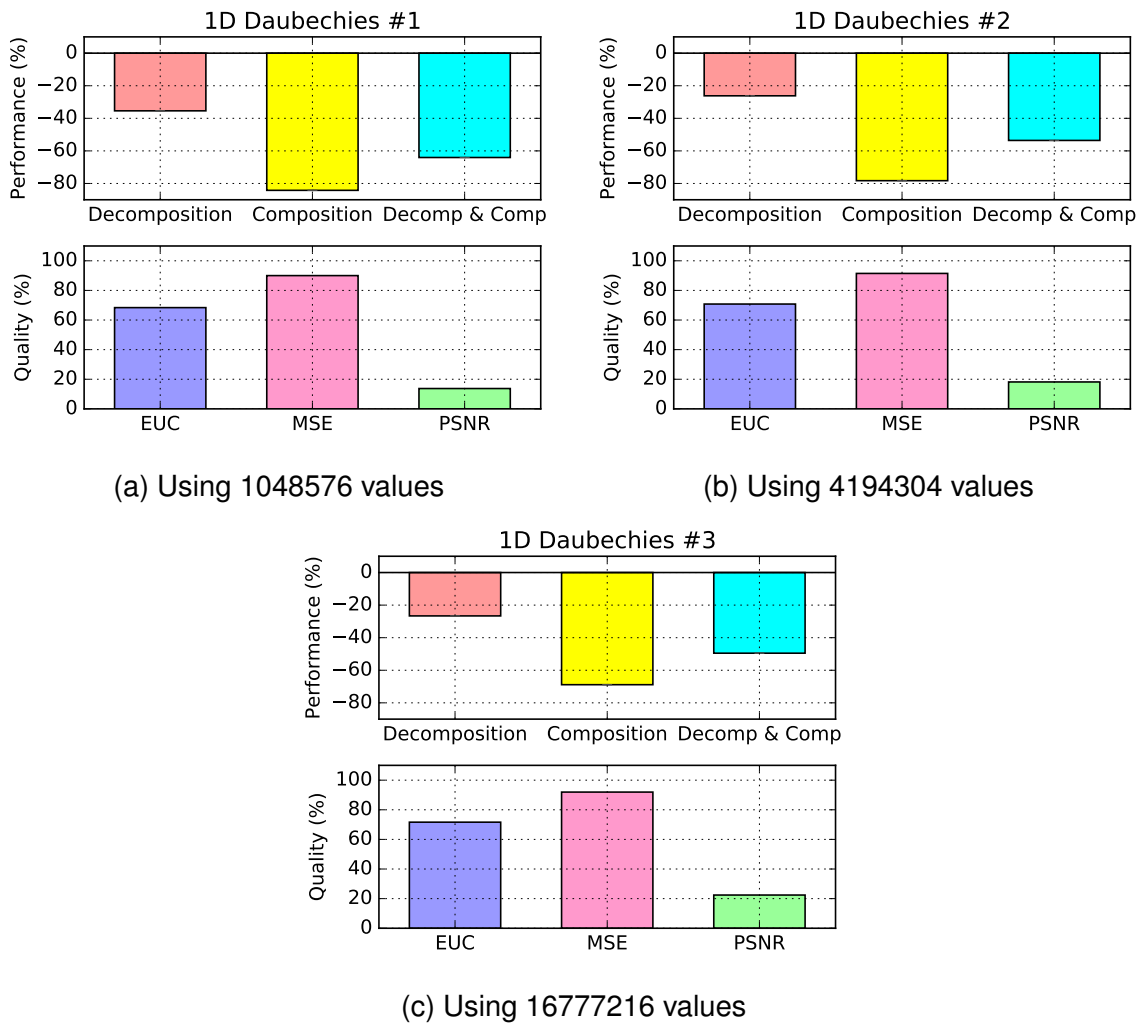 1D Daubechies #1
Performance (%)
0
−20
−40
−60
−80
Decomposition Composition Decomp & Comp
Quality (%)
100
80
60
40
20
0
EUC MSE PSNR
(a) Using 1048576 values
1D Daubechies #2
Performance (%)
0
−20
−40
−60
−80
Decomposition Composition Decomp & Comp
Quality (%)
100
80
60
40
20
0
EUC MSE PSNR
(b) Using 4194304 values
1D Daubechies #3
Performance (%)
0
−20
−40
−60
−80
Decomposition Composition Decomp & Comp
Quality (%)
100
80
60
40
20
0
EUC MSE PSNR
(c) Using 16777216 values